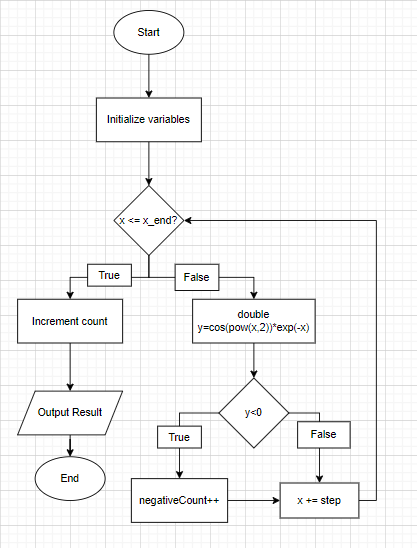 Start
Initialize variables
x <= x_end?
True
False
Increment count
double
y=cos(pow(x,2))*exp(-x)
Output Result
y<0
True
False
End
negativeCount++
x += step